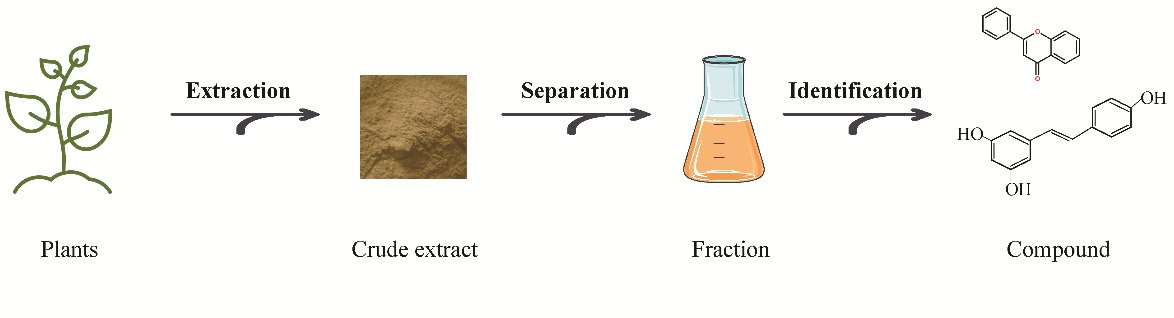 O
O
OH
Extraction
Separation
Identification
HO
OH
Plants
Crude extract
Fraction
Compound